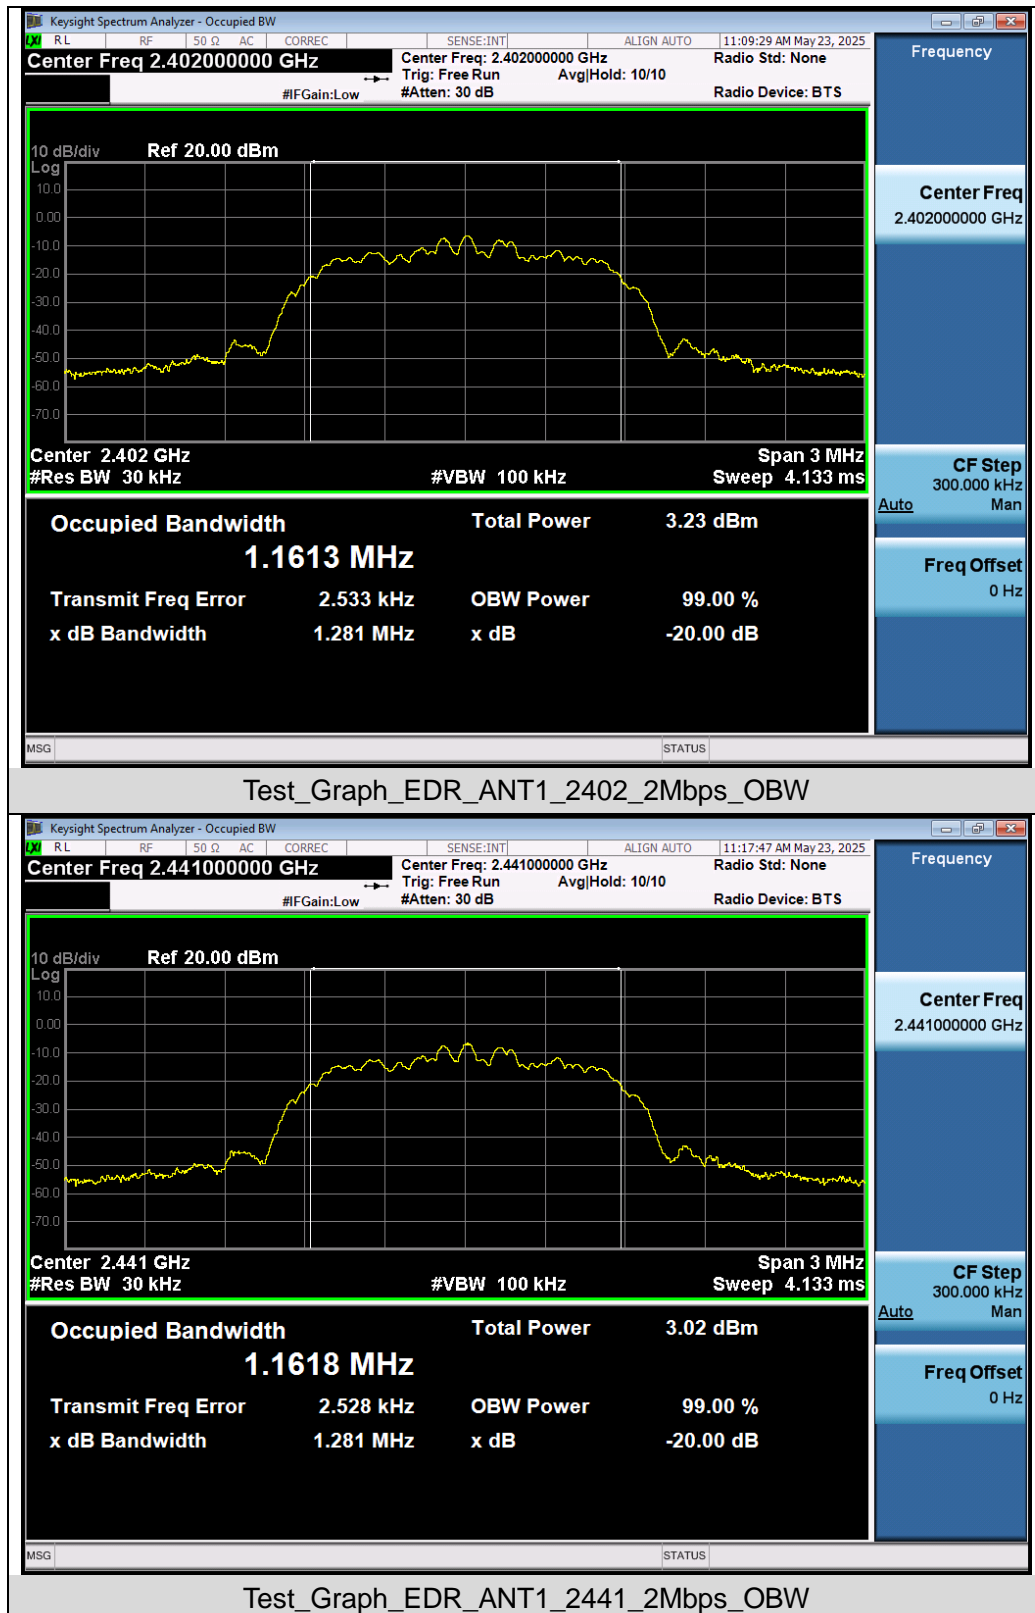 Keysight Spectrum Analyzer - Occupied BW
LXI RL RF 50 Ω AC CORREC SENSE:INT ALIGN AUTO 11:09:29 AM May 23, 2025
Center Freq 2.402000000 GHz
Center Freq: 2.402000000 GHz
Radio Std: None
Trig: Free Run Avg|Hold: 10/10
#IFGain:Low #Atten: 30 dB
Radio Device: BTS
10 dB/div Ref 20.00 dBm
Log
10.0
0.00
-10.0
-20.0
-30.0
-40.0
-50.0
-60.0
-70.0
Center 2.402 GHz Span 3 MHz
#Res BW 30 kHz #VBW 100 kHz Sweep 4.133 ms
Occupied Bandwidth Total Power 3.23 dBm
1.1613 MHz
Transmit Freq Error 2.533 kHz OBW Power 99.00 %
x dB Bandwidth 1.281 MHz x dB -20.00 dB
MSG STATUS
Frequency
Center Freq
2.402000000 GHz
CF Step
300.000 kHz
Auto Man
Freq Offset
0 Hz
Test_Graph_EDR_ANT1_2402_2Mbps_OBW
Keysight Spectrum Analyzer - Occupied BW
LXI RL RF 50 Ω AC CORREC SENSE:INT ALIGN AUTO 11:17:47 AM May 23, 2025
Center Freq 2.441000000 GHz
Center Freq: 2.441000000 GHz
Radio Std: None
Trig: Free Run Avg|Hold: 10/10
#IFGain:Low #Atten: 30 dB
Radio Device: BTS
10 dB/div Ref 20.00 dBm
Log
10.0
0.00
-10.0
-20.0
-30.0
-40.0
-50.0
-60.0
-70.0
Center 2.441 GHz Span 3 MHz
#Res BW 30 kHz #VBW 100 kHz Sweep 4.133 ms
Occupied Bandwidth Total Power 3.02 dBm
1.1618 MHz
Transmit Freq Error 2.528 kHz OBW Power 99.00 %
x dB Bandwidth 1.281 MHz x dB -20.00 dB
MSG STATUS
Frequency
Center Freq
2.441000000 GHz
CF Step
300.000 kHz
Auto Man
Freq Offset
0 Hz
Test_Graph_EDR_ANT1_2441_2Mbps_OBW